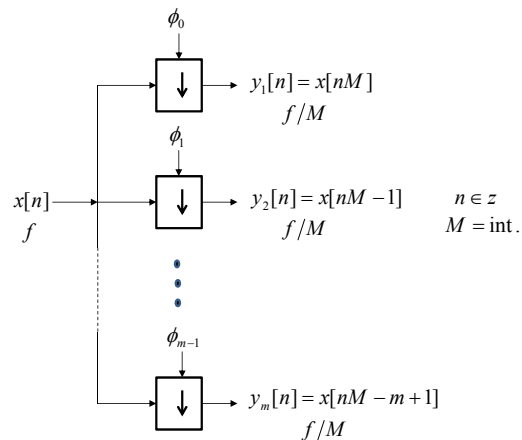 ϕ₀
y₁[n] = x[nM]
f/M
ϕ₁
x[n]
f
y₂[n] = x[nM − 1]
f/M
n ∈ z
M = int.
ϕₘ₋₁
yₘ[n] = x[nM − m + 1]
f/M